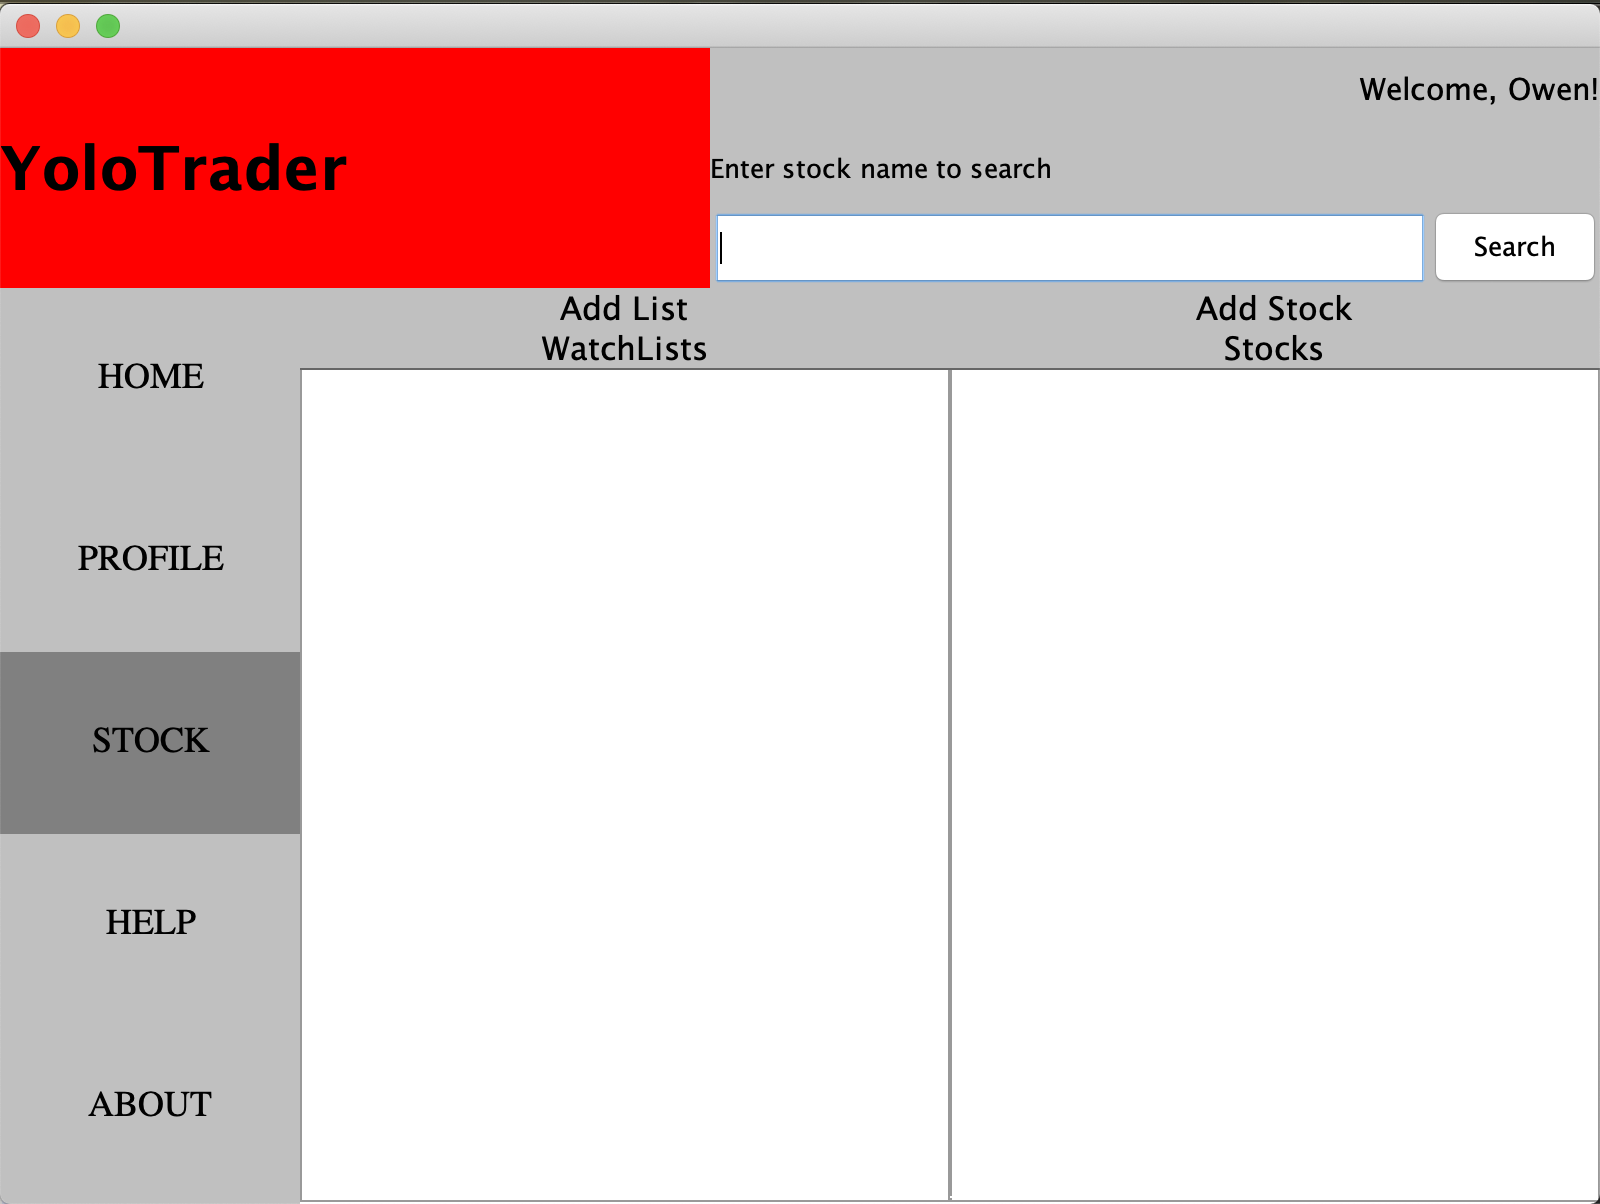 Welcome, Owen!
YoloTrader
Enter stock name to search
Search
Add List
WatchLists
Add Stock
Stocks
HOME
PROFILE
STOCK
HELP
ABOUT